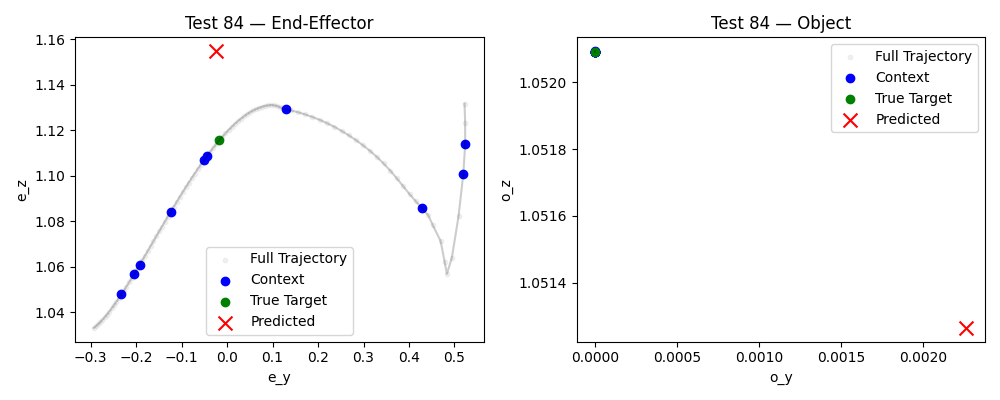 Test 84 — End-Effector
1.16
1.14
1.12
1.10
1.08
1.06
1.04
e_z
−0.3 −0.2 −0.1 0.0 0.1 0.2 0.3 0.4 0.5
e_y
Full Trajectory
Context
True Target
Predicted
Test 84 — Object
1.0520
1.0518
1.0516
1.0514
o_z
0.0000 0.0005 0.0010 0.0015 0.0020
o_y
Full Trajectory
Context
True Target
Predicted